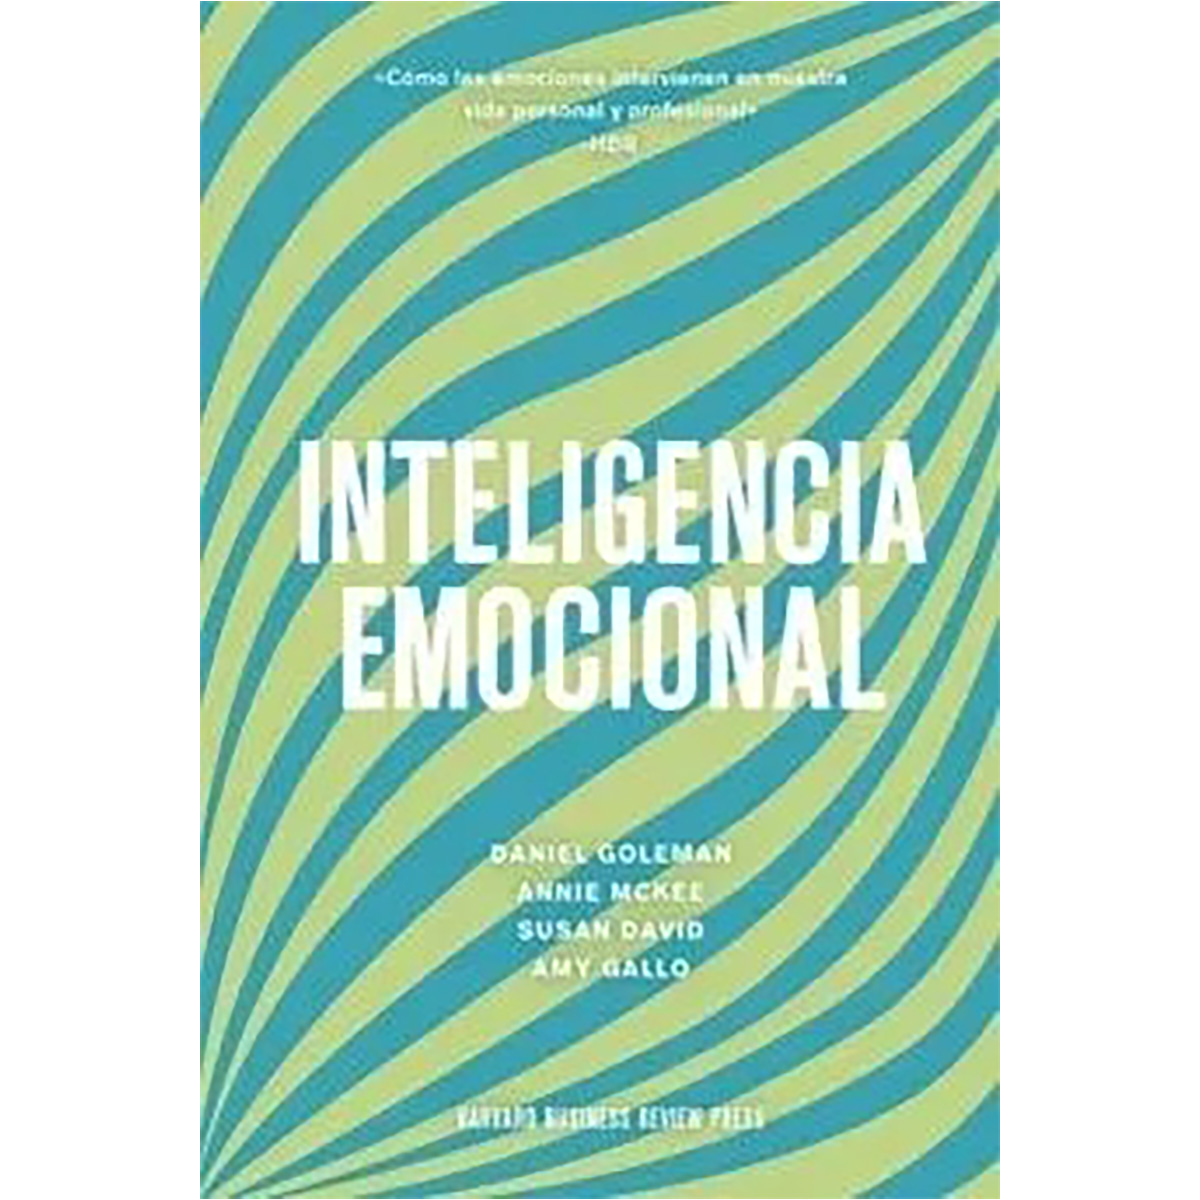 «Cómo las emociones intervienen en nuestra
vida personal y profesional»
-HBR
INTELIGENCIA
EMOCIONAL
DANIEL GOLEMAN
ANNIE MCKEE
SUSAN DAVID
AMY GALLO
HARVARD BUSINESS REVIEW PRESS